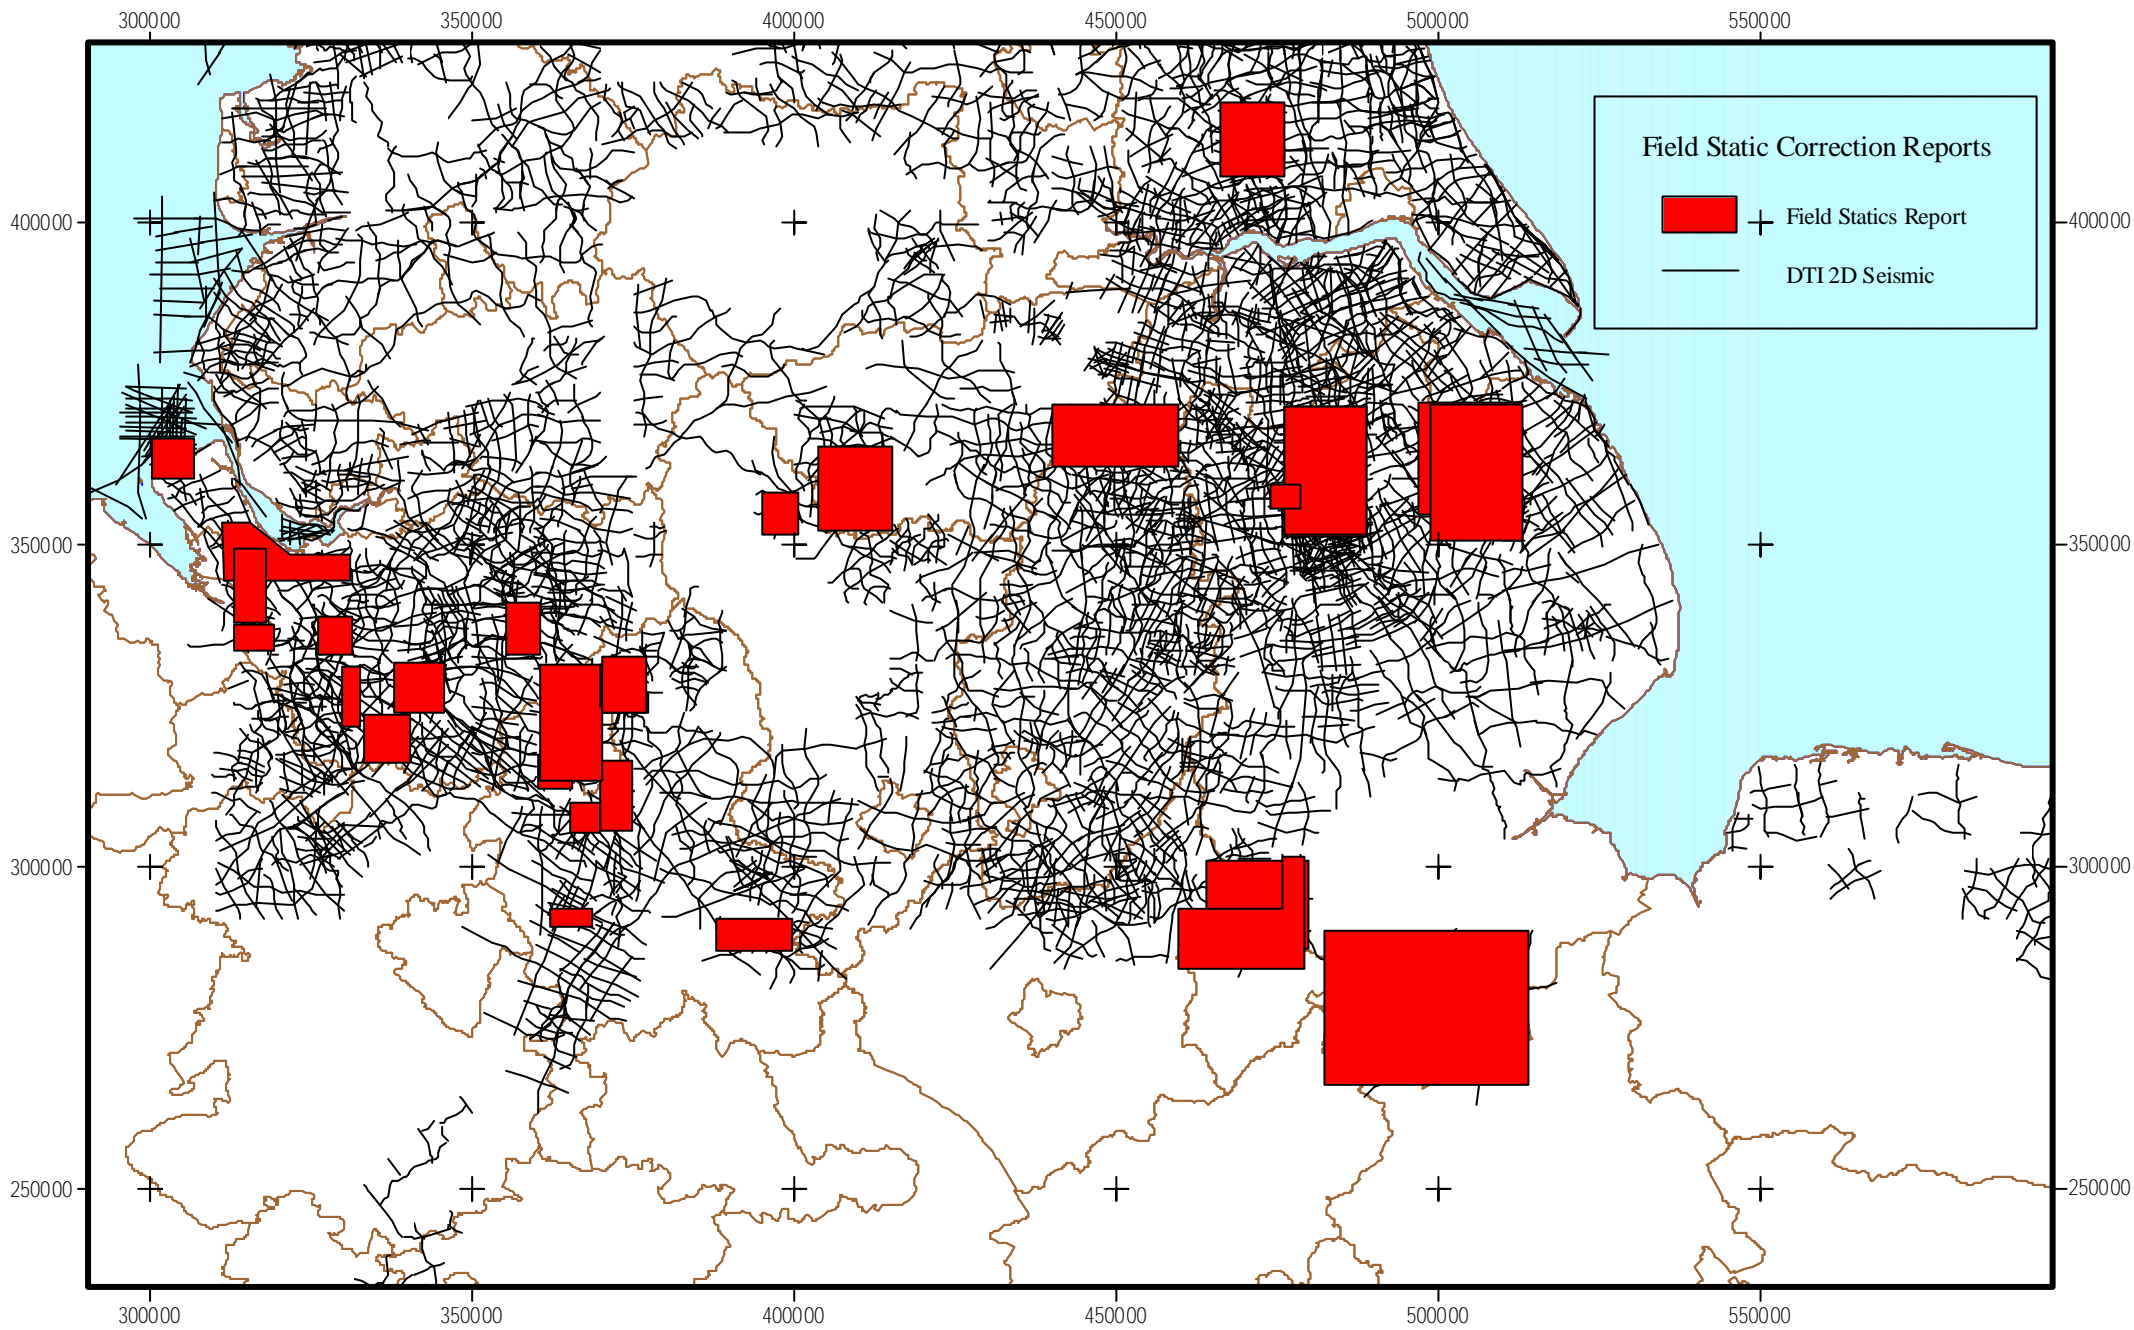 300000 350000 400000 450000 500000 550000
Field Static Correction Reports
400000 Field Statics Report 400000
DTI 2D Seismic
350000 350000
300000 300000
250000 250000
300000 350000 400000 450000 500000 550000